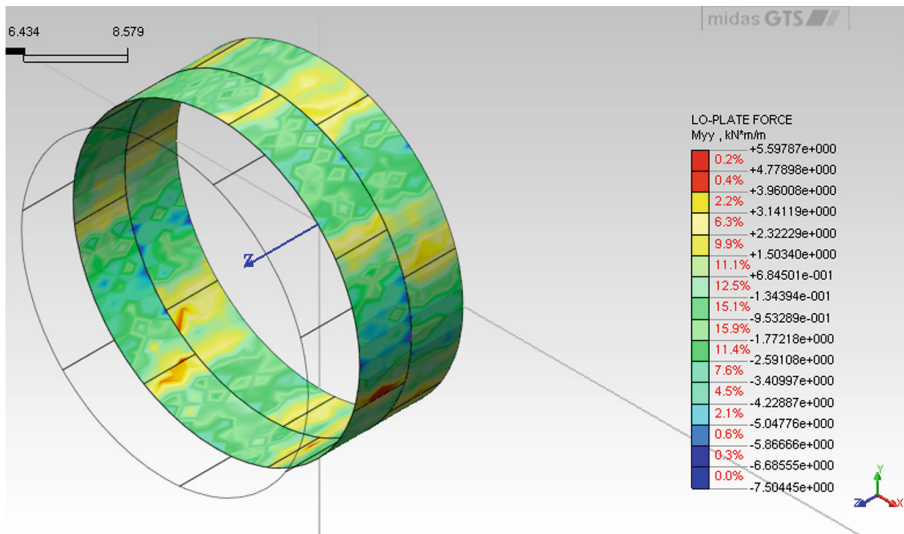 midas GTS
6.434 8.579
LO-PLATE FORCE
Myy , kN*m/m
+5.59787e+000
0.2%
+4.77898e+000
0.4%
+3.96008e+000
2.2%
+3.14119e+000
6.3%
+2.32229e+000
9.9%
+1.50340e+000
11.1%
+6.84501e-001
12.5%
-1.34394e-001
15.1%
-9.53289e-001
15.9%
-1.77218e+000
11.4%
-2.59108e+000
7.6%
-3.40997e+000
4.5%
-4.22887e+000
2.1%
-5.04776e+000
0.6%
-5.86666e+000
0.3%
-6.68555e+000
0.0%
-7.50445e+000
Z
Y
Z X